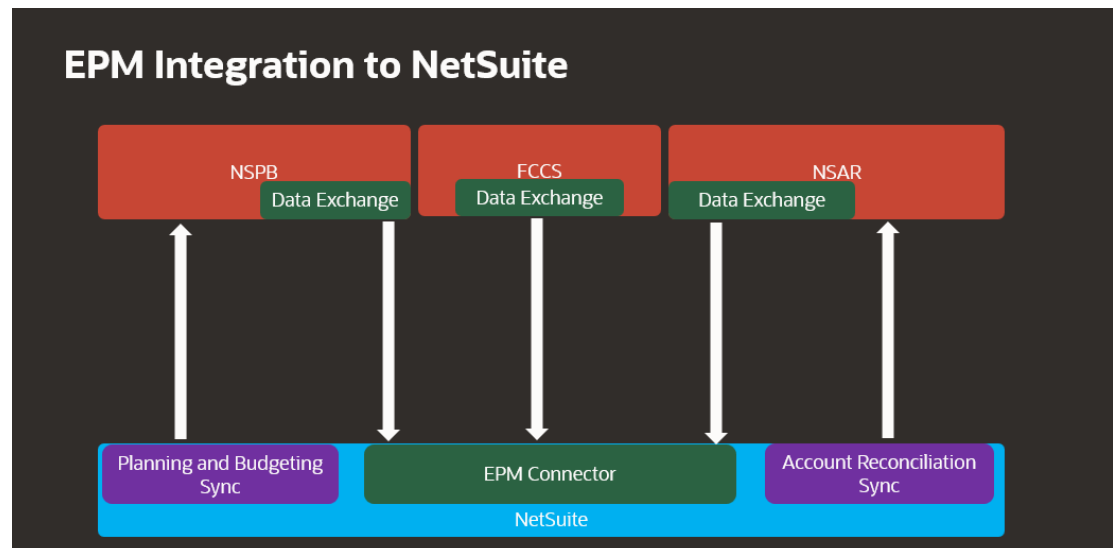 EPM Integration to NetSuite
NSPB
FCCS
NSAR
Data Exchange
Data Exchange
Data Exchange
Planning and Budgeting
Sync
EPM Connector
Account Reconciliation
Sync
NetSuite